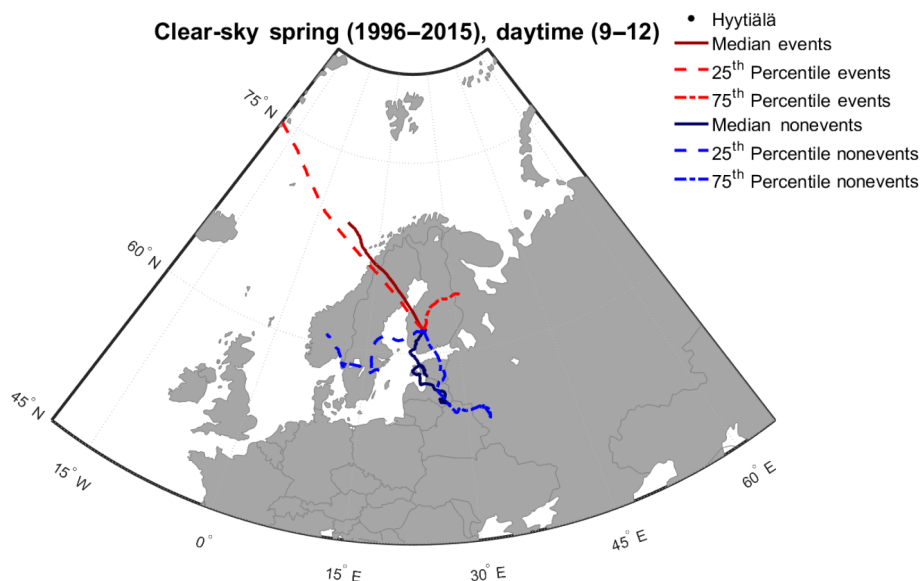 Clear-sky spring (1996–2015), daytime (9–12)
Hyytiälä
Median events
25th Percentile events
75th Percentile events
Median nonevents
25th Percentile nonevents
75th Percentile nonevents
75° N
60° N
45° N
15° W
0°
15° E
30° E
45° E
60° E